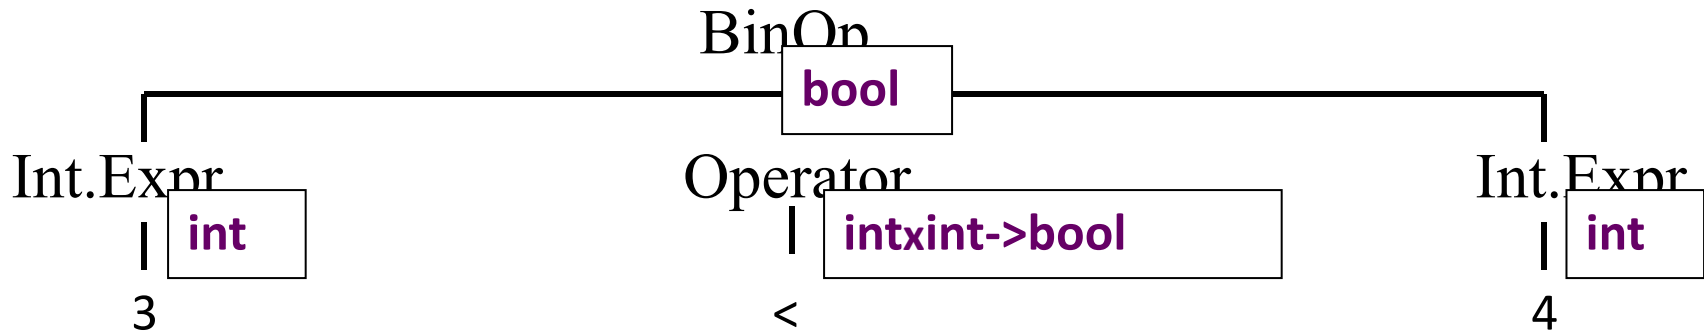 BinOp
bool
Int.Expr
Operator
Int.Expr
int
intxint->bool
int
3
<
4